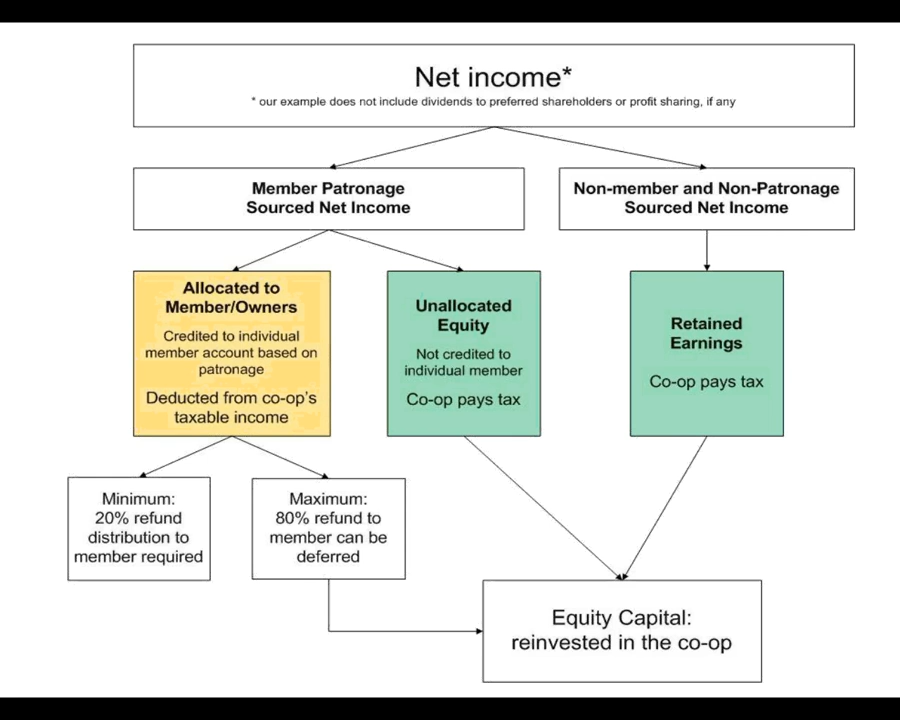 Net income*
* our example does not include dividends to preferred shareholders or profit sharing, if any
Member Patronage
Sourced Net Income
Non-member and Non-Patronage
Sourced Net Income
Allocated to
Member/Owners
Credited to individual
member account based on
patronage
Deducted from co-op's
taxable income
Unallocated
Equity
Not credited to
individual member
Co-op pays tax
Retained
Earnings
Co-op pays tax
Minimum:
20% refund
distribution to
member required
Maximum:
80% refund to
member can be
deferred
Equity Capital:
reinvested in the co-op